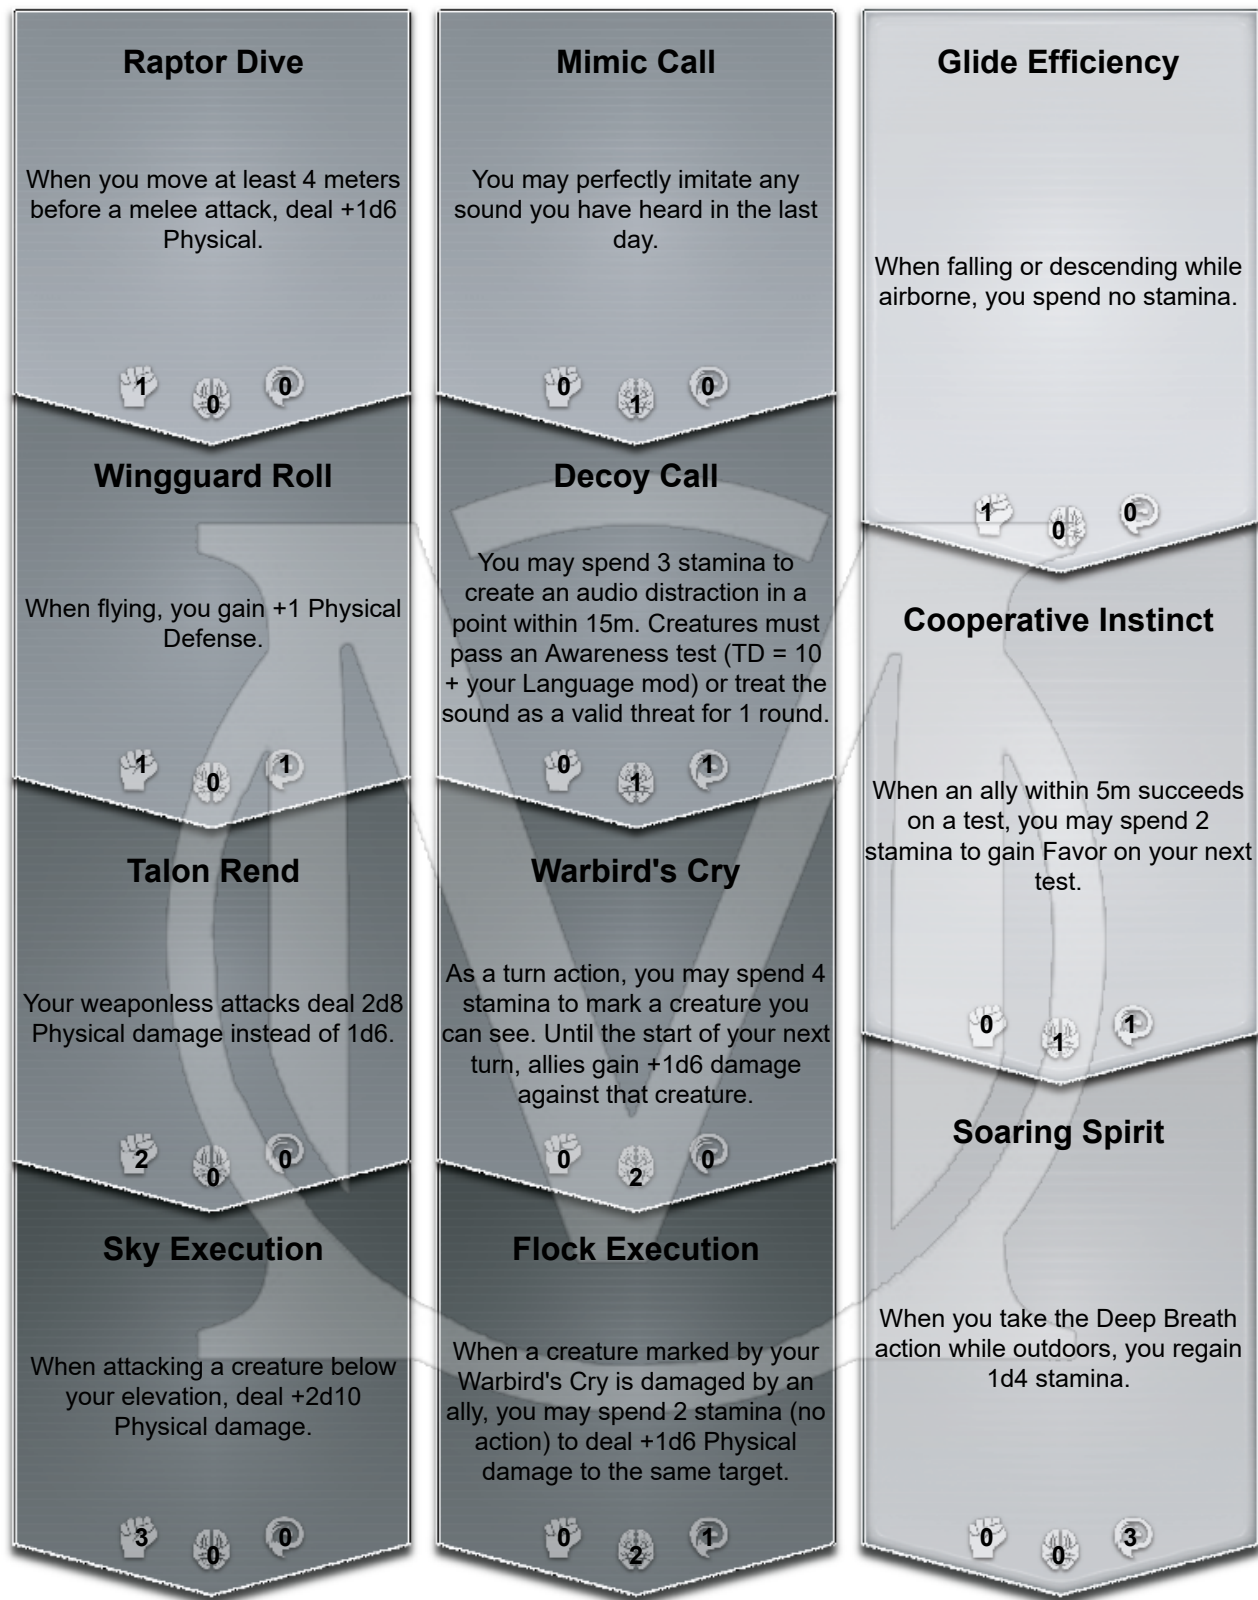 Raptor Dive
When you move at least 4 meters
before a melee attack, deal +1d6
Physical.
1
0
0
Wingguard Roll
When flying, you gain +1 Physical
Defense.
1
0
1
Talon Rend
Your weaponless attacks deal 2d8
Physical damage instead of 1d6.
2
0
0
Sky Execution
When attacking a creature below
your elevation, deal +2d10
Physical damage.
3
0
0
Mimic Call
You may perfectly imitate any
sound you have heard in the last
day.
0
1
0
Decoy Call
You may spend 3 stamina to
create an audio distraction in a
point within 15m. Creatures must
pass an Awareness test (TD = 10
+ your Language mod) or treat the
sound as a valid threat for 1 round.
0
1
1
Warbird's Cry
As a turn action, you may spend 4
stamina to mark a creature you
can see. Until the start of your next
turn, allies gain +1d6 damage
against that creature.
0
2
0
Flock Execution
When a creature marked by your
Warbird's Cry is damaged by an
ally, you may spend 2 stamina (no
action) to deal +1d6 Physical
damage to the same target.
0
2
1
Glide Efficiency
When falling or descending while
airborne, you spend no stamina.
1
0
0
Cooperative Instinct
When an ally within 5m succeeds
on a test, you may spend 2
stamina to gain Favor on your next
test.
0
1
1
Soaring Spirit
When you take the Deep Breath
action while outdoors, you regain
1d4 stamina.
0
0
3